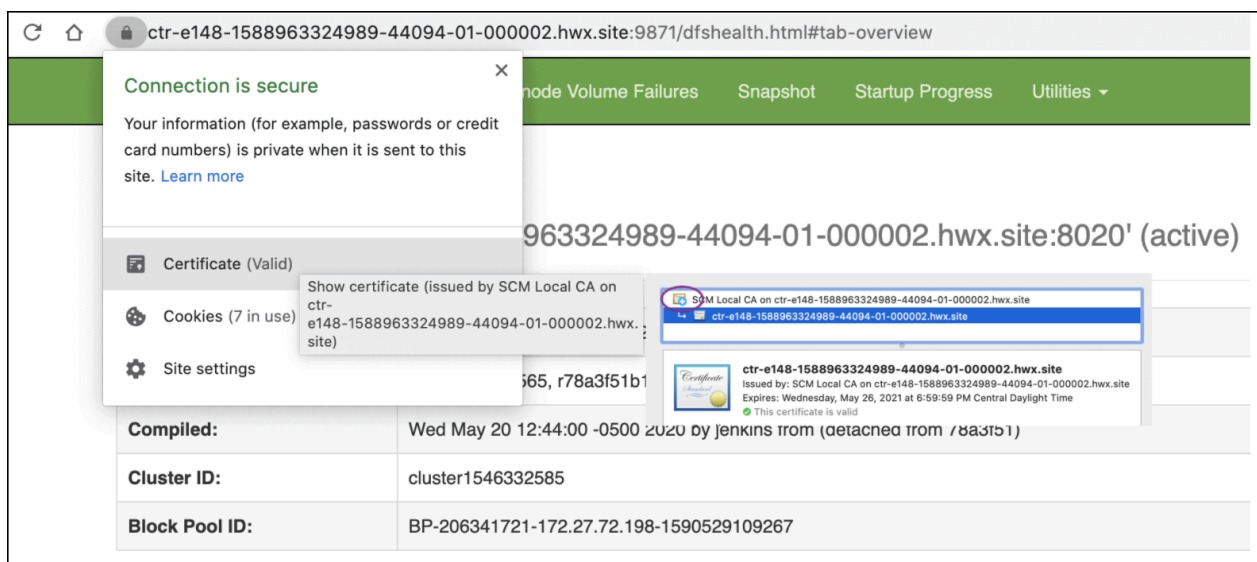 ctr-e148-1588963324989-44094-01-000002.hwx.site:9871/dfshealth.html#tab-overview
Connection is secure
Your information (for example, passwords or credit
card numbers) is private when it is sent to this
site. Learn more
Certificate (Valid)
Show certificate (issued by SCM Local CA on
ctr-
e148-1588963324989-44094-01-000002.hwx.
site)
Cookies (7 in use)
Site settings
node Volume Failures Snapshot Startup Progress Utilities
963324989-44094-01-000002.hwx.site:8020' (active)
SCM Local CA on ctr-e148-1588963324989-44094-01-000002.hwx.site
ctr-e148-1588963324989-44094-01-000002.hwx.site
Certificate
Standard
ctr-e148-1588963324989-44094-01-000002.hwx.site
Issued by: SCM Local CA on ctr-e148-1588963324989-44094-01-000002.hwx.site
Expires: Wednesday, May 26, 2021 at 6:59:59 PM Central Daylight Time
This certificate is valid
565, r78a3f51b1
Compiled: Wed May 20 12:44:00 -0500 2020 by jenkins from (detached from 78a3f51)
Cluster ID: cluster1546332585
Block Pool ID: BP-206341721-172.27.72.198-1590529109267